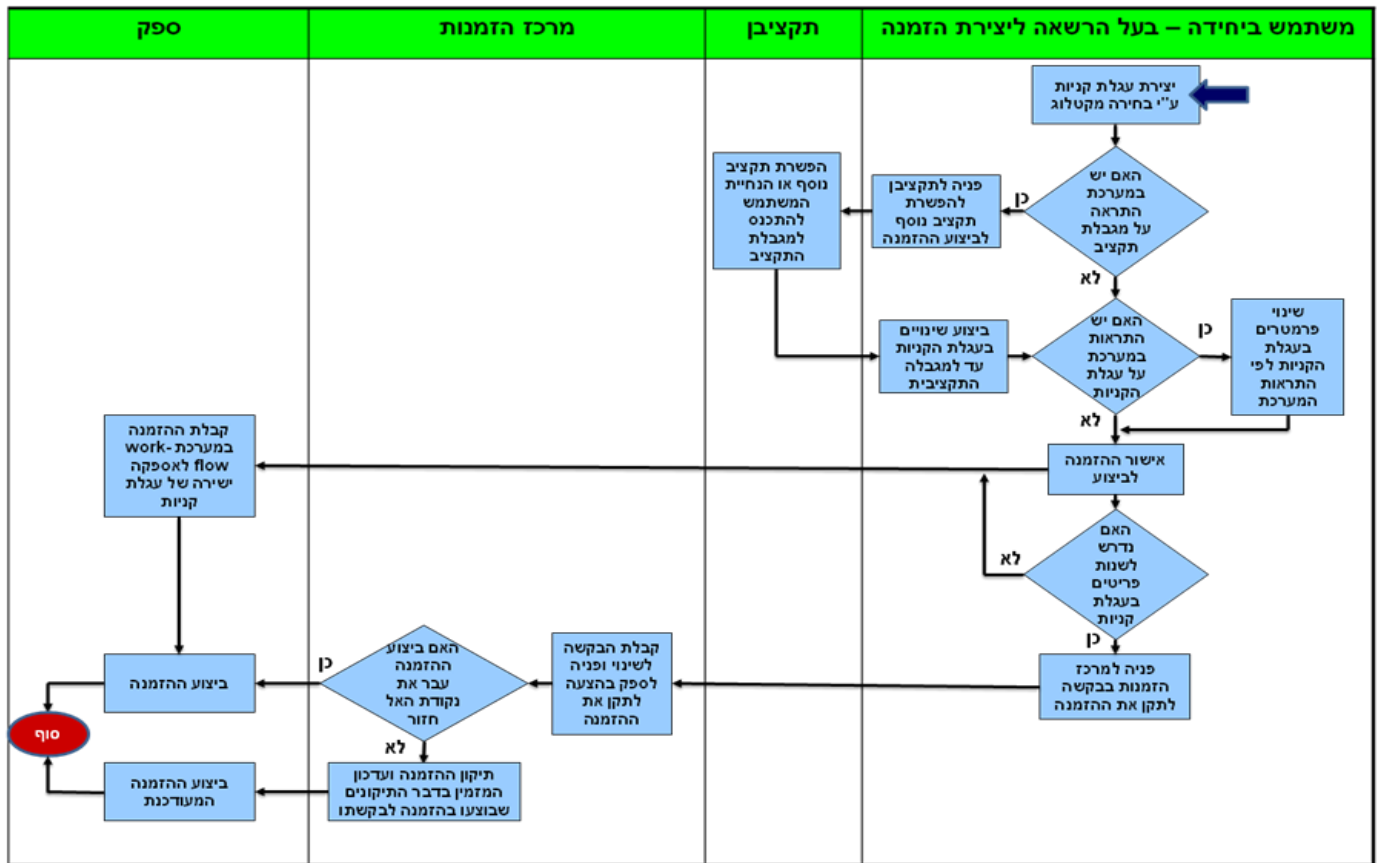 משתמש ביחידה – בעל הרשאה ליצירת הזמנה
תקציבן
מרכז הזמנות
ספק
יצירת עגלת קניות
ע"י בחירה מקטלוג
האם יש
במערכת
התראה
על מגבלת
תקציב
כן
פניה לתקציבן
להפשרת
תקציב נוסף
לביצוע ההזמנה
הפשרת תקציב
נוסף או הנחיית
המשתמש
להתכנס
למגבלת
התקציב
לא
ביצוע שינויים
בעגלת הקניות
עד למגבלה
התקציבית
האם יש
התראות
במערכת
על עגלת
הקניות
כן
שינוי
פרמטרים
בעגלת
הקניות לפי
התראות
המערכת
לא
אישור ההזמנה
לביצוע
קבלת ההזמנה
במערכת work-
flow לאספקה
ישירה של עגלת
קניות
האם
נדרש
לשנות
פריטים
בעגלת
קניות
לא
כן
פניה למרכז
הזמנות בבקשה
לתקן את ההזמנה
קבלת הבקשה
לשינוי ופניה
לספק בהצעה
לתקן את
ההזמנה
האם ביצוע
ההזמנה
עבר את
נקודת האל
חזור
כן
ביצוע ההזמנה
לא
תיקון ההזמנה ועדכון
המזמין בדבר התיקונים
שבוצעו בהזמנה לבקשתו
ביצוע ההזמנה
המעודכנת
סוף